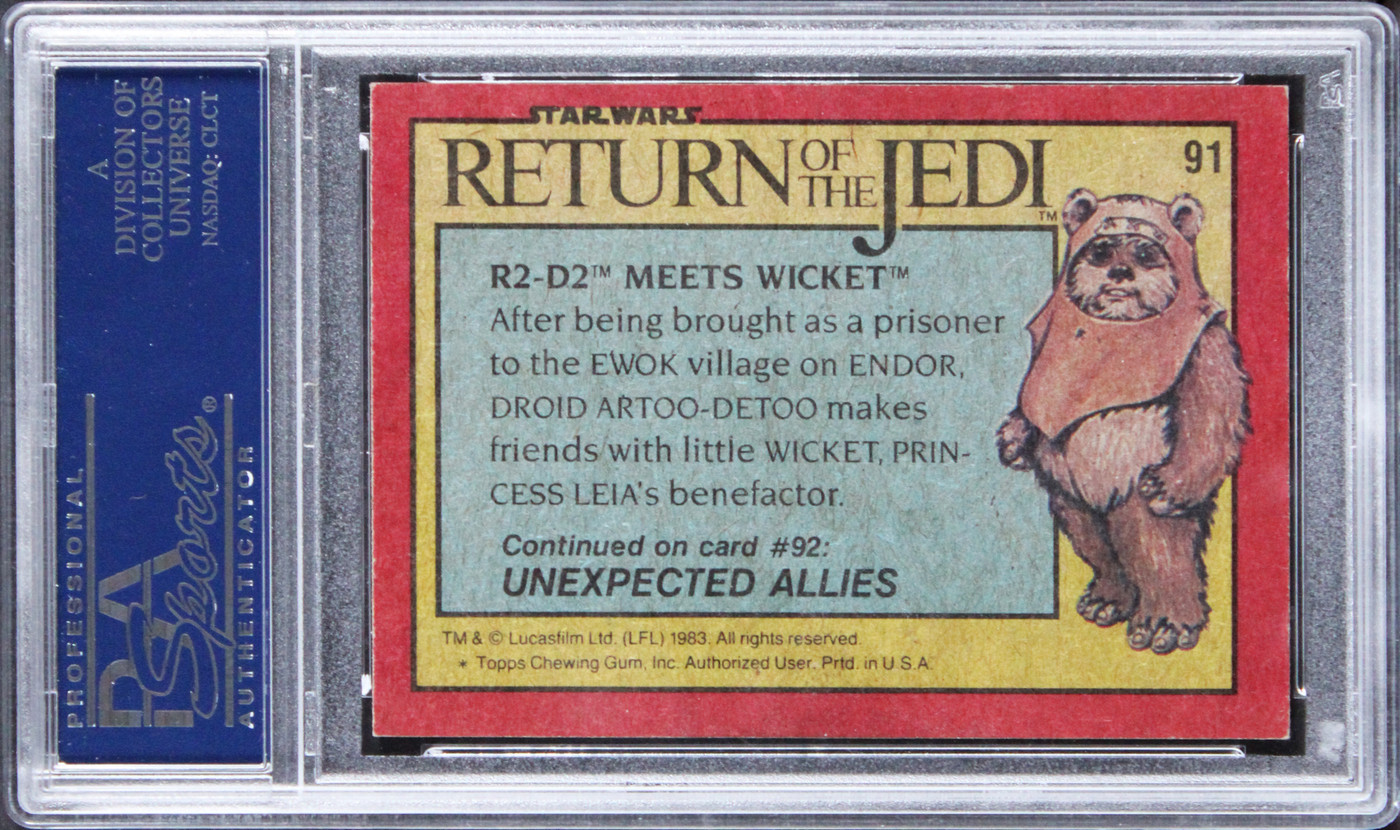 A
DIVISION OF
COLLECTORS
UNIVERSE
NASDAQ: CLCT
PROFESSIONAL
PSA
Sports®
AUTHENTICATOR
STAR WARS
RETURN OF THE JEDI™
91
R2-D2™ MEETS WICKET™
After being brought as a prisoner
to the EWOK village on ENDOR,
DROID ARTOO-DETOO makes
friends with little WICKET, PRIN-
CESS LEIA's benefactor.
Continued on card #92:
UNEXPECTED ALLIES
TM & © Lucasfilm Ltd. (LFL) 1983. All rights reserved.
* Topps Chewing Gum, Inc. Authorized User. Prtd. in U.S.A.
PSA